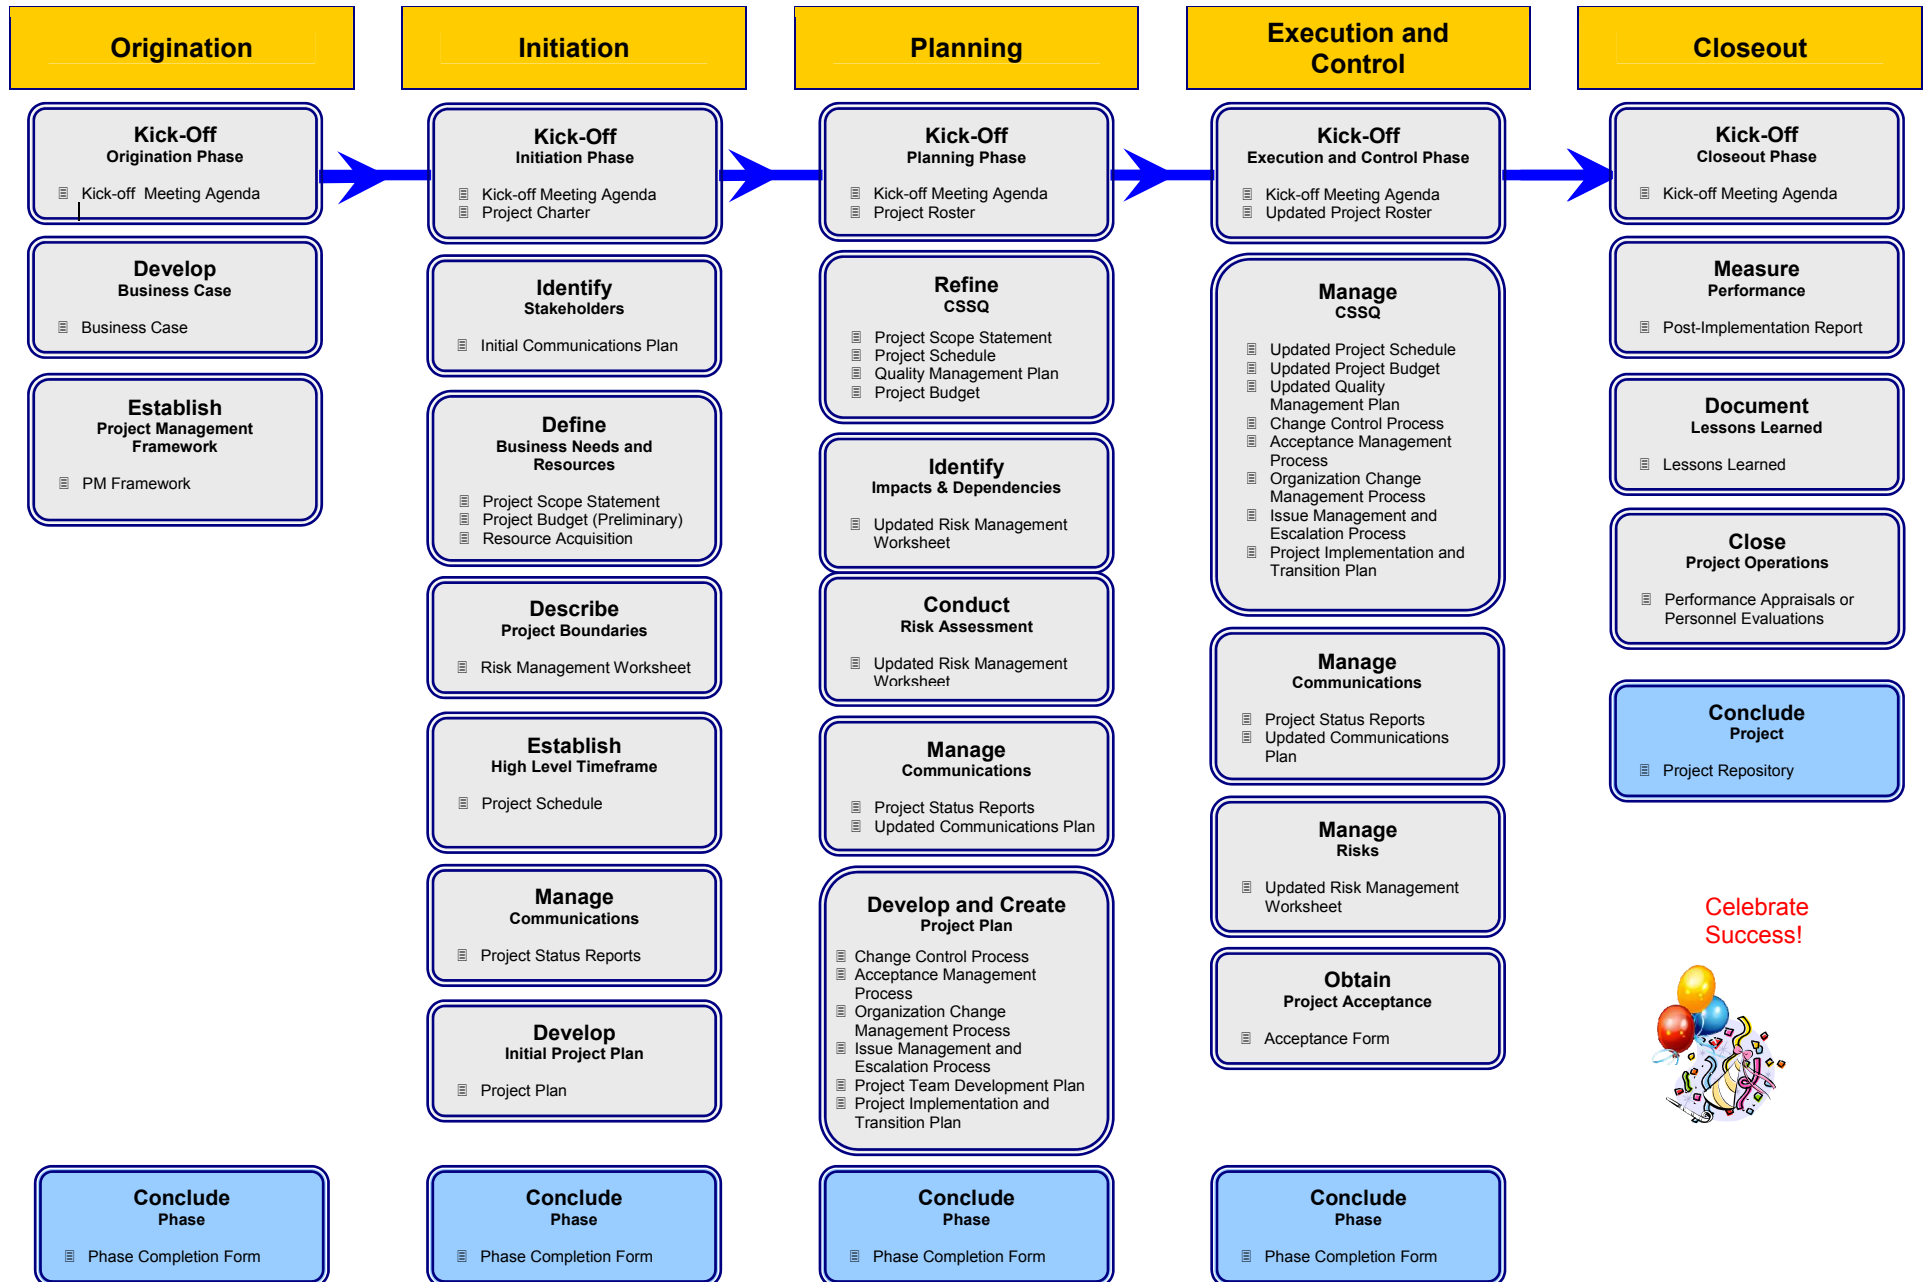 Origination
Kick-Off
Origination Phase
Kick-off Meeting Agenda
Develop
Business Case
Business Case
Establish
Project Management
Framework
PM Framework
Conclude
Phase
Phase Completion Form
Initiation
Kick-Off
Initiation Phase
Kick-off Meeting Agenda
Project Charter
Identify
Stakeholders
Initial Communications Plan
Define
Business Needs and
Resources
Project Scope Statement
Project Budget (Preliminary)
Resource Acquisition
Describe
Project Boundaries
Risk Management Worksheet
Establish
High Level Timeframe
Project Schedule
Manage
Communications
Project Status Reports
Develop
Initial Project Plan
Project Plan
Conclude
Phase
Phase Completion Form
Planning
Kick-Off
Planning Phase
Kick-off Meeting Agenda
Project Roster
Refine
CSSQ
Project Scope Statement
Project Schedule
Quality Management Plan
Project Budget
Identify
Impacts & Dependencies
Updated Risk Management
Worksheet
Conduct
Risk Assessment
Updated Risk Management
Worksheet
Manage
Communications
Project Status Reports
Updated Communications Plan
Develop and Create
Project Plan
Change Control Process
Acceptance Management
Process
Organization Change
Management Process
Issue Management and
Escalation Process
Project Team Development Plan
Project Implementation and
Transition Plan
Conclude
Phase
Phase Completion Form
Execution and
Control
Kick-Off
Execution and Control Phase
Kick-off Meeting Agenda
Updated Project Roster
Manage
CSSQ
Updated Project Schedule
Updated Project Budget
Updated Quality
Management Plan
Change Control Process
Acceptance Management
Process
Organization Change
Management Process
Issue Management and
Escalation Process
Project Implementation and
Transition Plan
Manage
Communications
Project Status Reports
Updated Communications
Plan
Manage
Risks
Updated Risk Management
Worksheet
Obtain
Project Acceptance
Acceptance Form
Conclude
Phase
Phase Completion Form
Closeout
Kick-Off
Closeout Phase
Kick-off Meeting Agenda
Measure
Performance
Post-Implementation Report
Document
Lessons Learned
Lessons Learned
Close
Project Operations
Performance Appraisals or
Personnel Evaluations
Conclude
Project
Project Repository
Celebrate
Success!